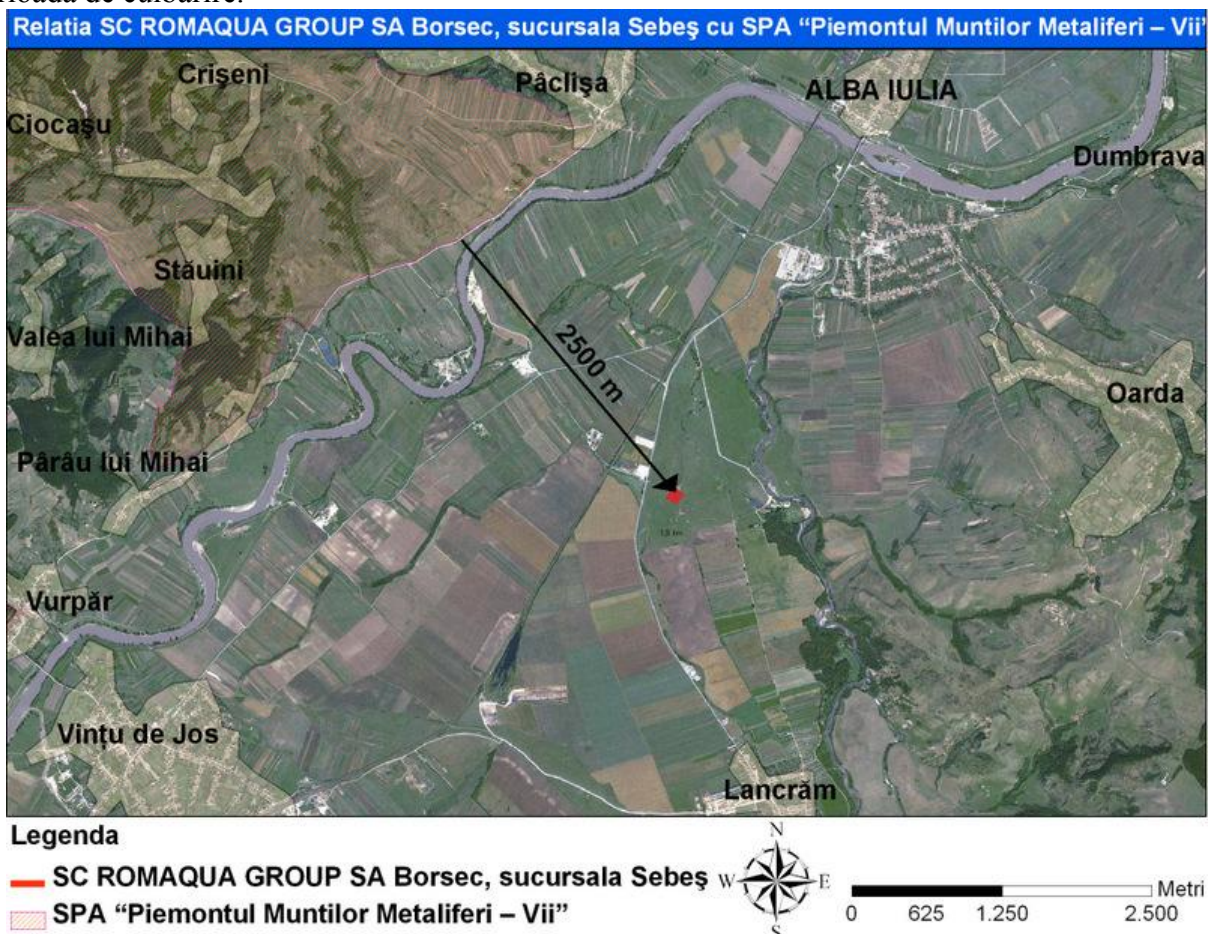 Relatia SC ROMAQUA GROUP SA Borsec, sucursala Sebeş cu SPA “Piemontul Muntilor Metaliferi – Vii”
Crişeni
Pâclişa
ALBA IULIA
Ciocaşu
Dumbrava
Stăuini
Valea lui Mihai
2500 m
Oarda
Pârâu lui Mihai
Vurpăr
Vințu de Jos
Lancrăm
Legenda
SC ROMAQUA GROUP SA Borsec, sucursala Sebeş
SPA “Piemontul Muntilor Metaliferi – Vii”
N
W E
S
Metri
0 625 1.250 2.500